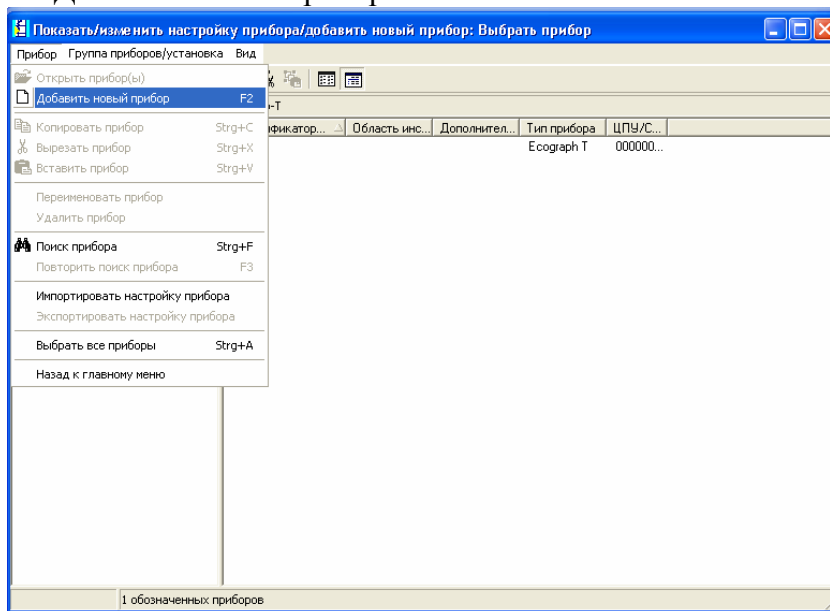 Показать/изменить настройку прибора/добавить новый прибор: Выбрать прибор
Прибор Группа приборов/установка Вид
Открыть прибор(ы)
Добавить новый прибор F2
-T
Копировать прибор Strg+C
фикатор... Область инс... Дополнител... Тип прибора ЦПУ/С...
Вырезать прибор Strg+X
Ecograph T 000000...
Вставить прибор Strg+V
Переименовать прибор
Удалить прибор
Поиск прибора Strg+F
Повторить поиск прибора F3
Импортировать настройку прибора
Экспортировать настройку прибора
Выбрать все приборы Strg+A
Назад к главному меню
1 обозначенных приборов